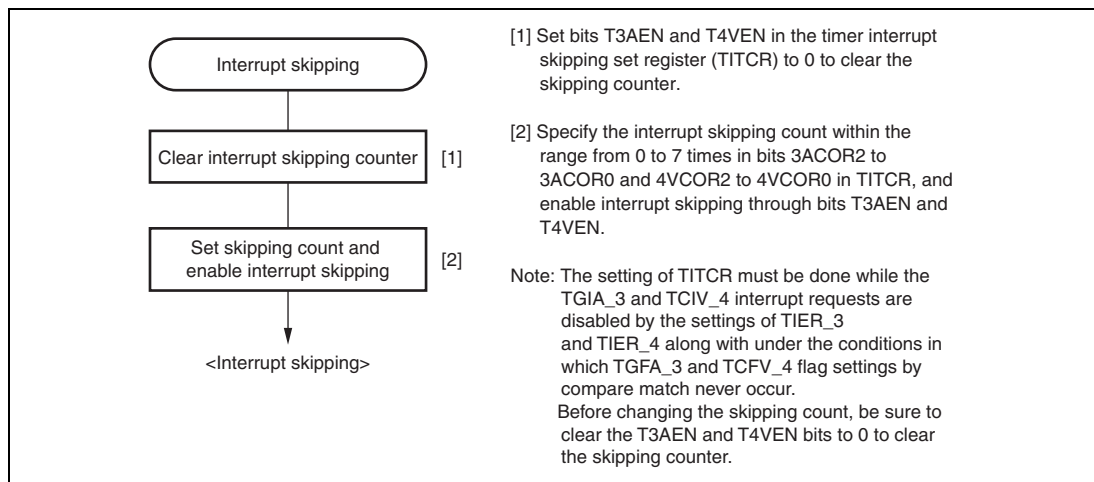 Interrupt skipping
Clear interrupt skipping counter
[1]
Set skipping count and
enable interrupt skipping
[2]
<Interrupt skipping>
[1] Set bits T3AEN and T4VEN in the timer interrupt
skipping set register (TITCR) to 0 to clear the
skipping counter.
[2] Specify the interrupt skipping count within the
range from 0 to 7 times in bits 3ACOR2 to
3ACOR0 and 4VCOR2 to 4VCOR0 in TITCR, and
enable interrupt skipping through bits T3AEN and
T4VEN.
Note: The setting of TITCR must be done while the
TGIA_3 and TCIV_4 interrupt requests are
disabled by the settings of TIER_3
and TIER_4 along with under the conditions in
which TGFA_3 and TCFV_4 flag settings by
compare match never occur.
Before changing the skipping count, be sure to
clear the T3AEN and T4VEN bits to 0 to clear
the skipping counter.